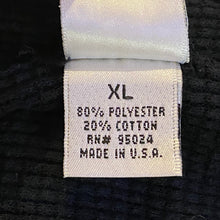 XL
80% POLYESTER
20% COTTON
RN# 95024
MADE IN U.S.A.